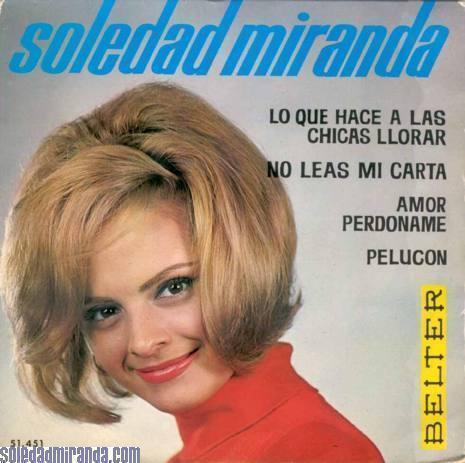 soledad miranda
LO QUE HACE A LAS
CHICAS LLORAR
NO LEAS MI CARTA
AMOR
PERDONAME
PELUCON
BELTER
51.451
soledadmiranda.com